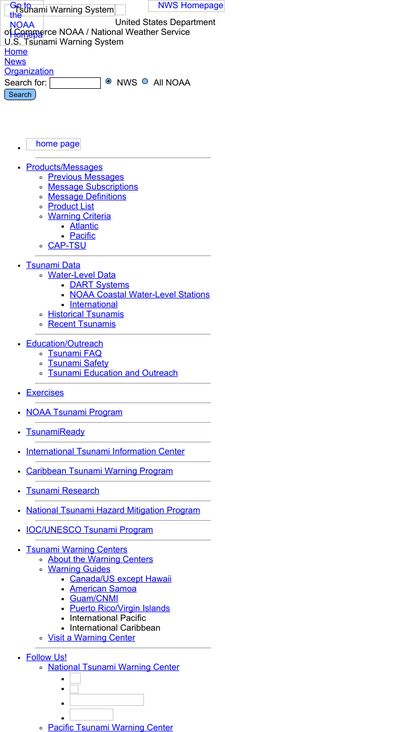 Go to
the
NOAA
Homepa
Tsunami Warning System
NWS Homepage
United States Department
of Commerce NOAA / National Weather Service
U.S. Tsunami Warning System
Home
News
Organization
Search for: NWS All NOAA
Search
home page
Products/Messages
Previous Messages
Message Subscriptions
Message Definitions
Product List
Warning Criteria
Atlantic
Pacific
CAP-TSU
Tsunami Data
Water-Level Data
DART Systems
NOAA Coastal Water-Level Stations
International
Historical Tsunamis
Recent Tsunamis
Education/Outreach
Tsunami FAQ
Tsunami Safety
Tsunami Education and Outreach
Exercises
NOAA Tsunami Program
TsunamiReady
International Tsunami Information Center
Caribbean Tsunami Warning Program
Tsunami Research
National Tsunami Hazard Mitigation Program
IOC/UNESCO Tsunami Program
Tsunami Warning Centers
About the Warning Centers
Warning Guides
Canada/US except Hawaii
American Samoa
Guam/CNMI
Puerto Rico/Virgin Islands
International Pacific
International Caribbean
Visit a Warning Center
Follow Us!
National Tsunami Warning Center
Pacific Tsunami Warning Center